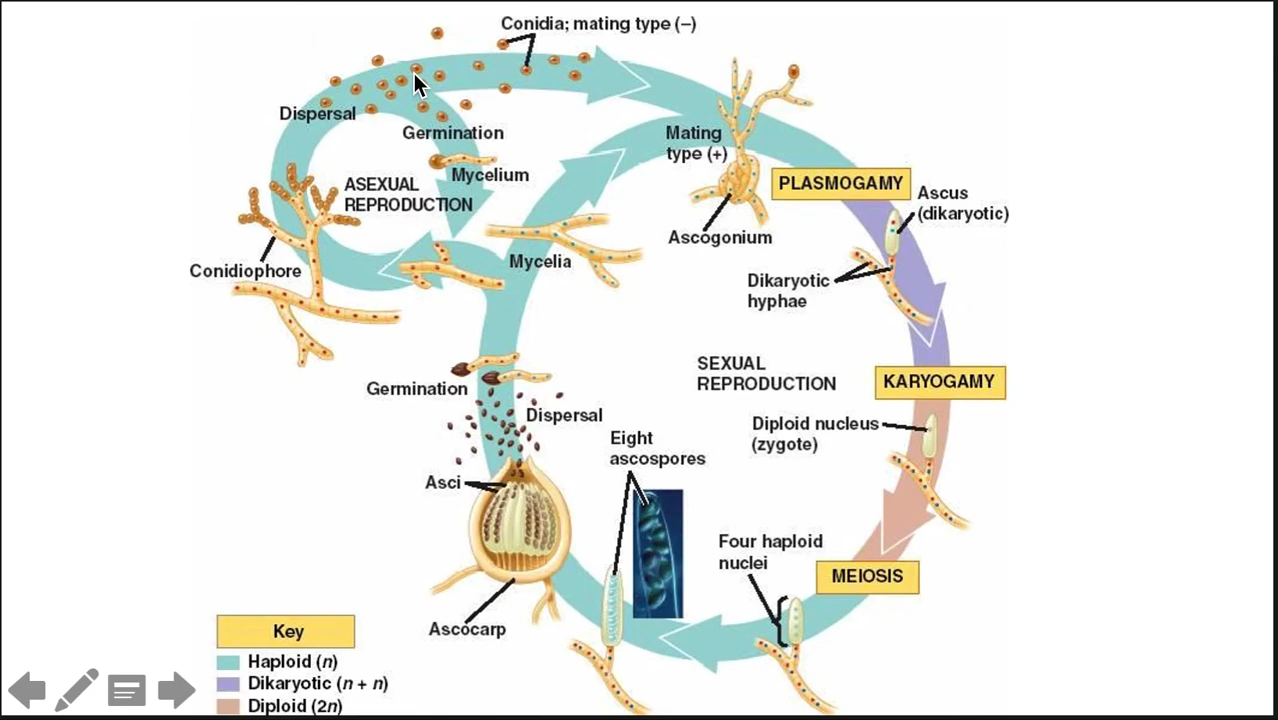 Conidia; mating type (–)
Dispersal
Germination
Mating
type (+)
Mycelium
ASEXUAL
REPRODUCTION
PLASMOGAMY
Ascus
(dikaryotic)
Ascogonium
Conidiophore
Mycelia
Dikaryotic
hyphae
SEXUAL
REPRODUCTION
KARYOGAMY
Germination
Dispersal
Diploid nucleus
(zygote)
Eight
ascospores
Asci
Four haploid
nuclei
MEIOSIS
Ascocarp
Key
Haploid (n)
Dikaryotic (n + n)
Diploid (2n)